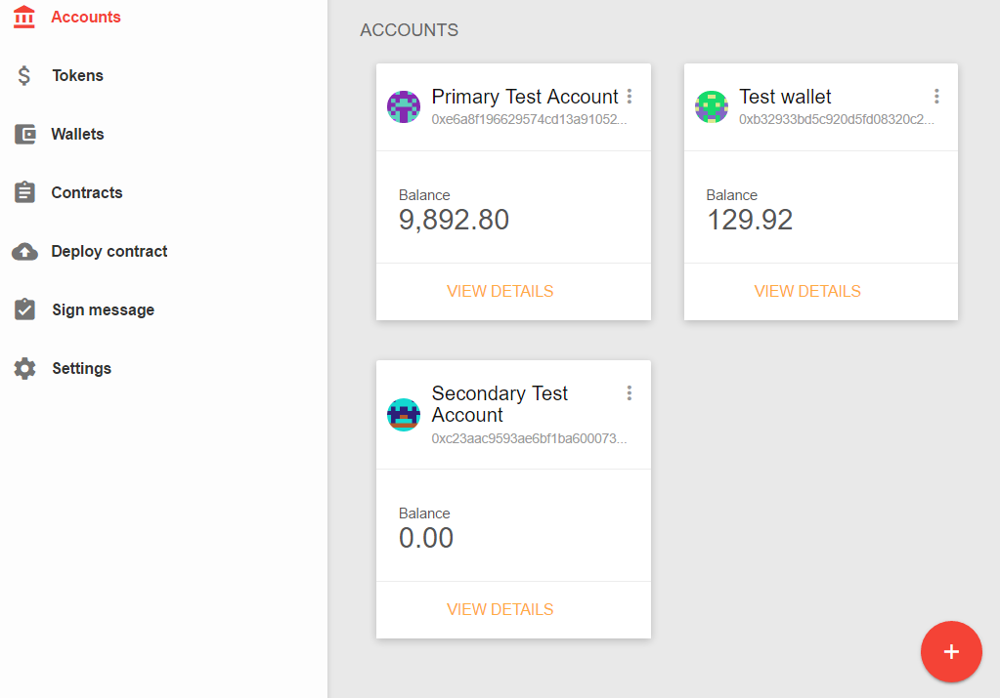 Accounts
Tokens
Wallets
Contracts
Deploy contract
Sign message
Settings
ACCOUNTS
Primary Test Account
0xe6a8f196629574cd13a91052...
Balance
9,892.80
VIEW DETAILS
Test wallet
0xb32933bd5c920d5fd08320c2...
Balance
129.92
VIEW DETAILS
Secondary Test
Account
0xc23aac9593ae6bf1ba600073...
Balance
0.00
VIEW DETAILS
+